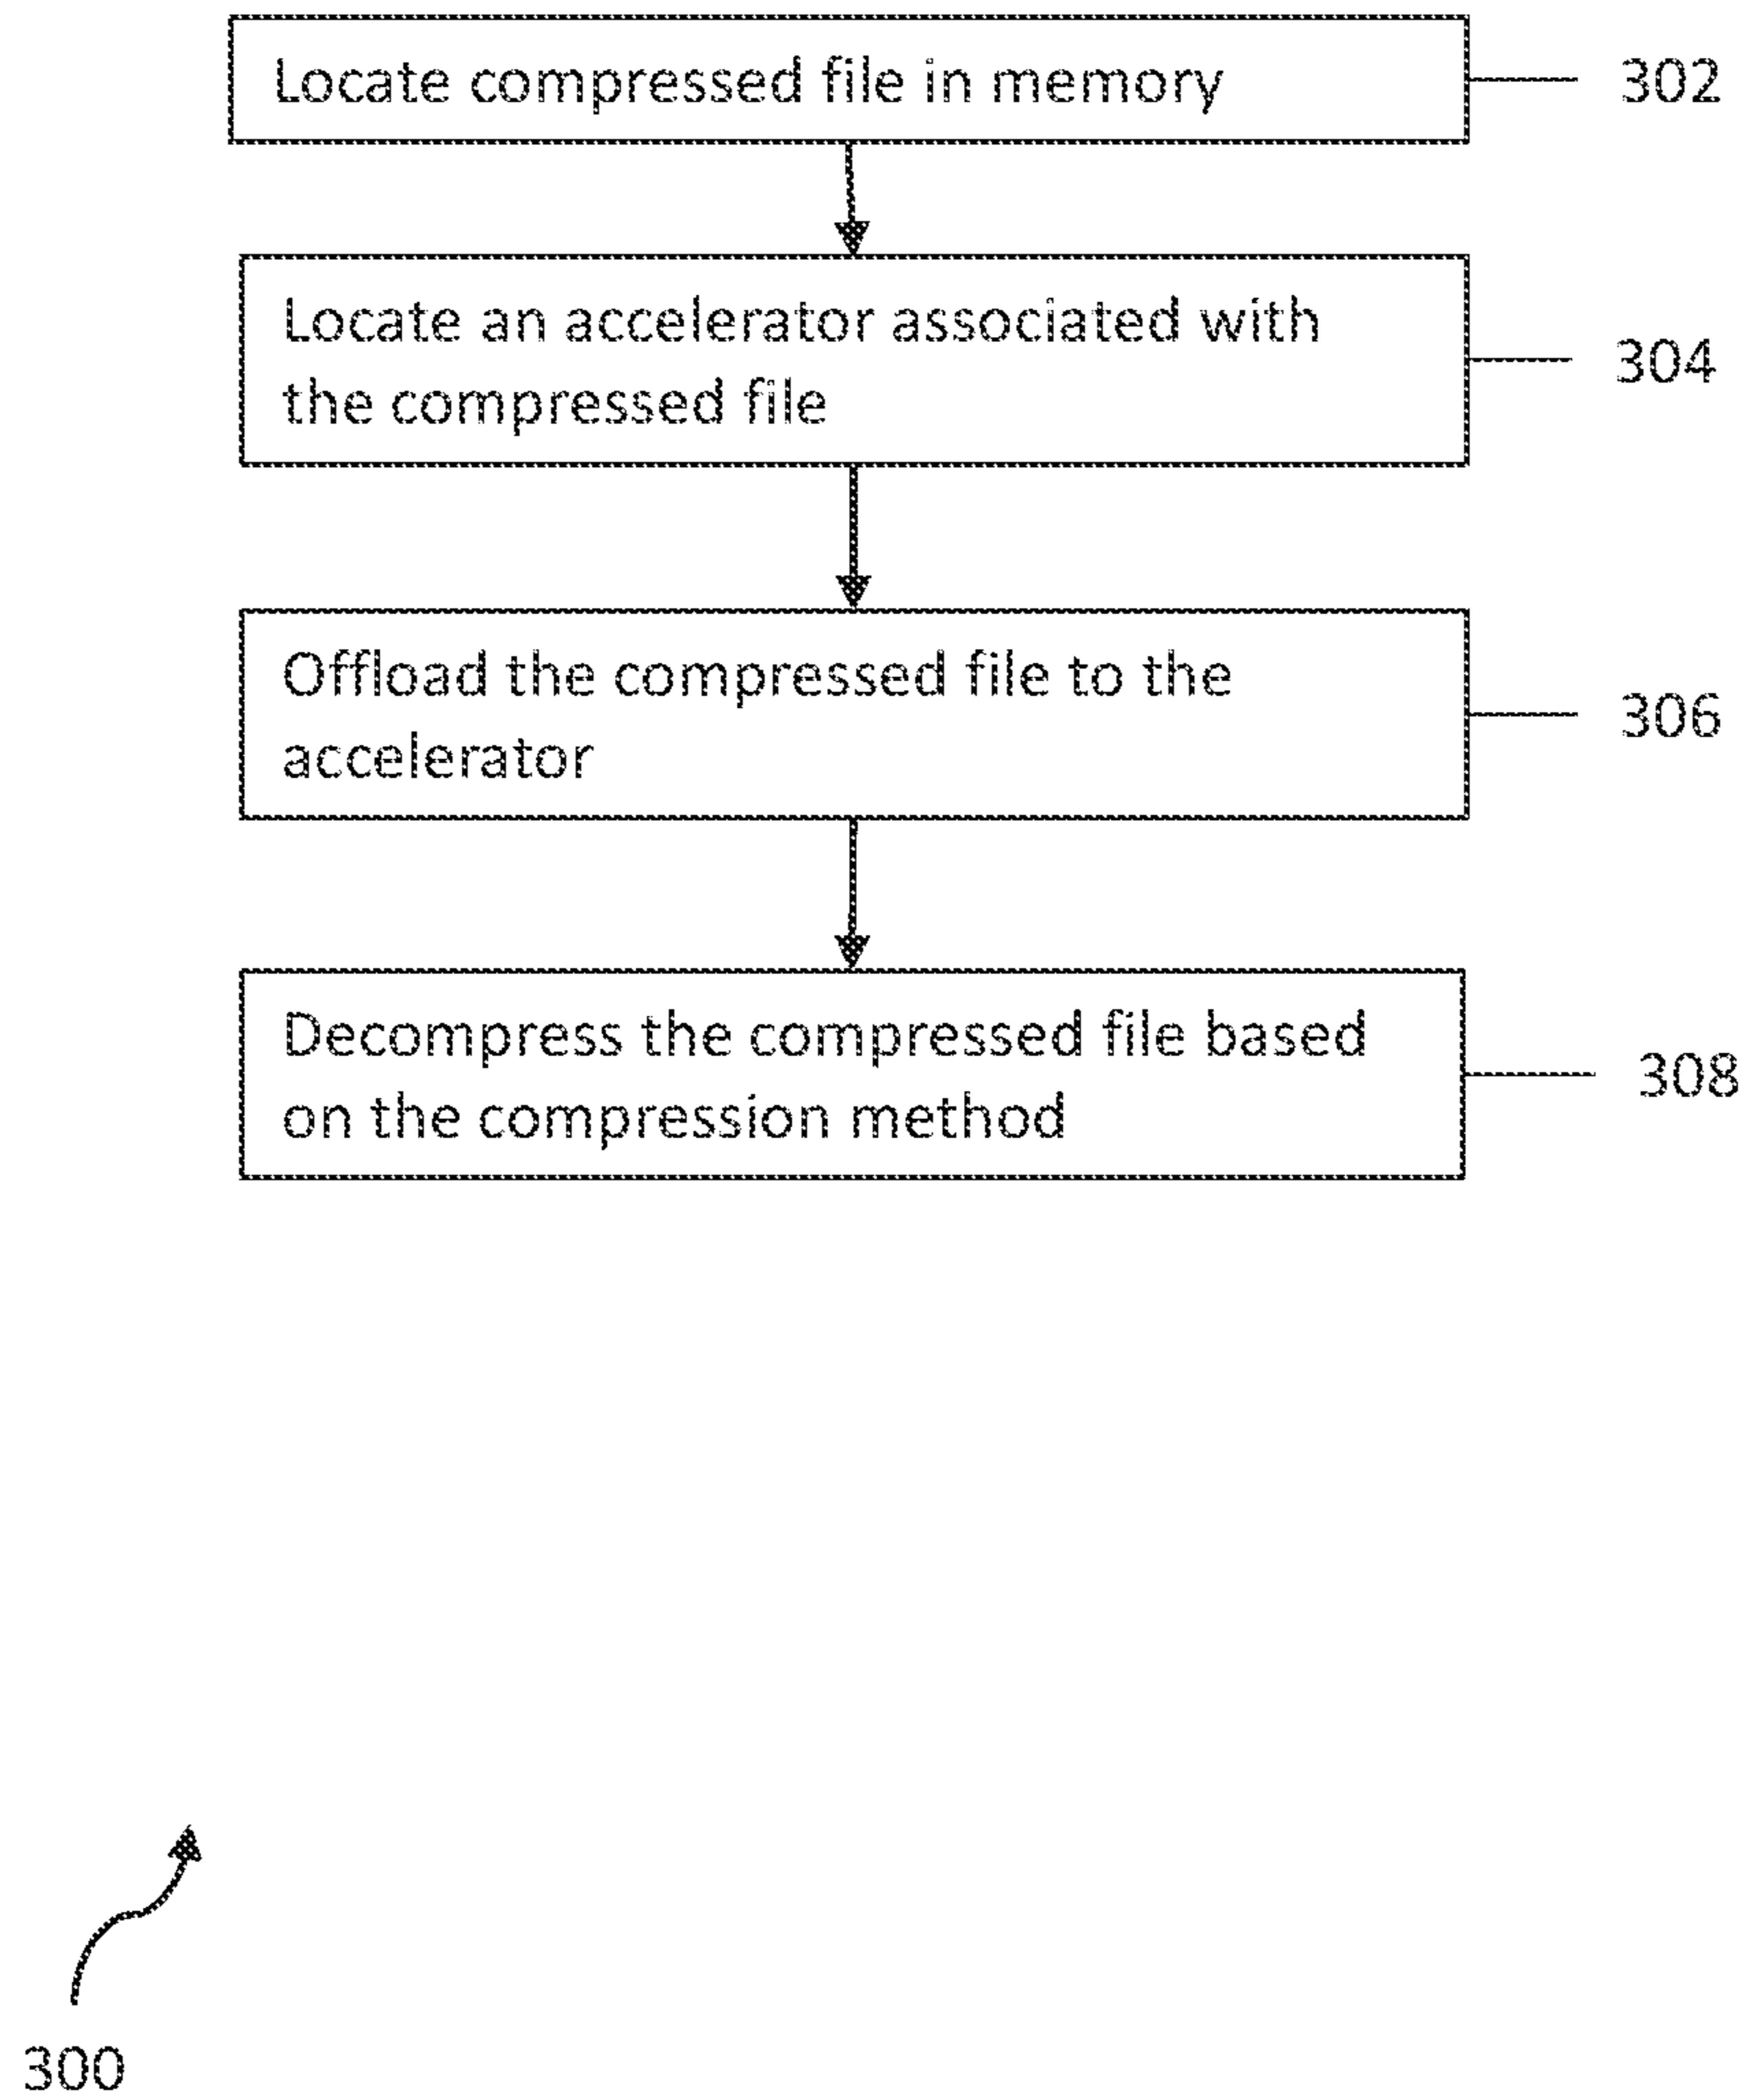 Locate compressed file in memory
302
Locate an accelerator associated with
the compressed file
304
Offload the compressed file to the
accelerator
306
Decompress the compressed file based
on the compression method
308
300